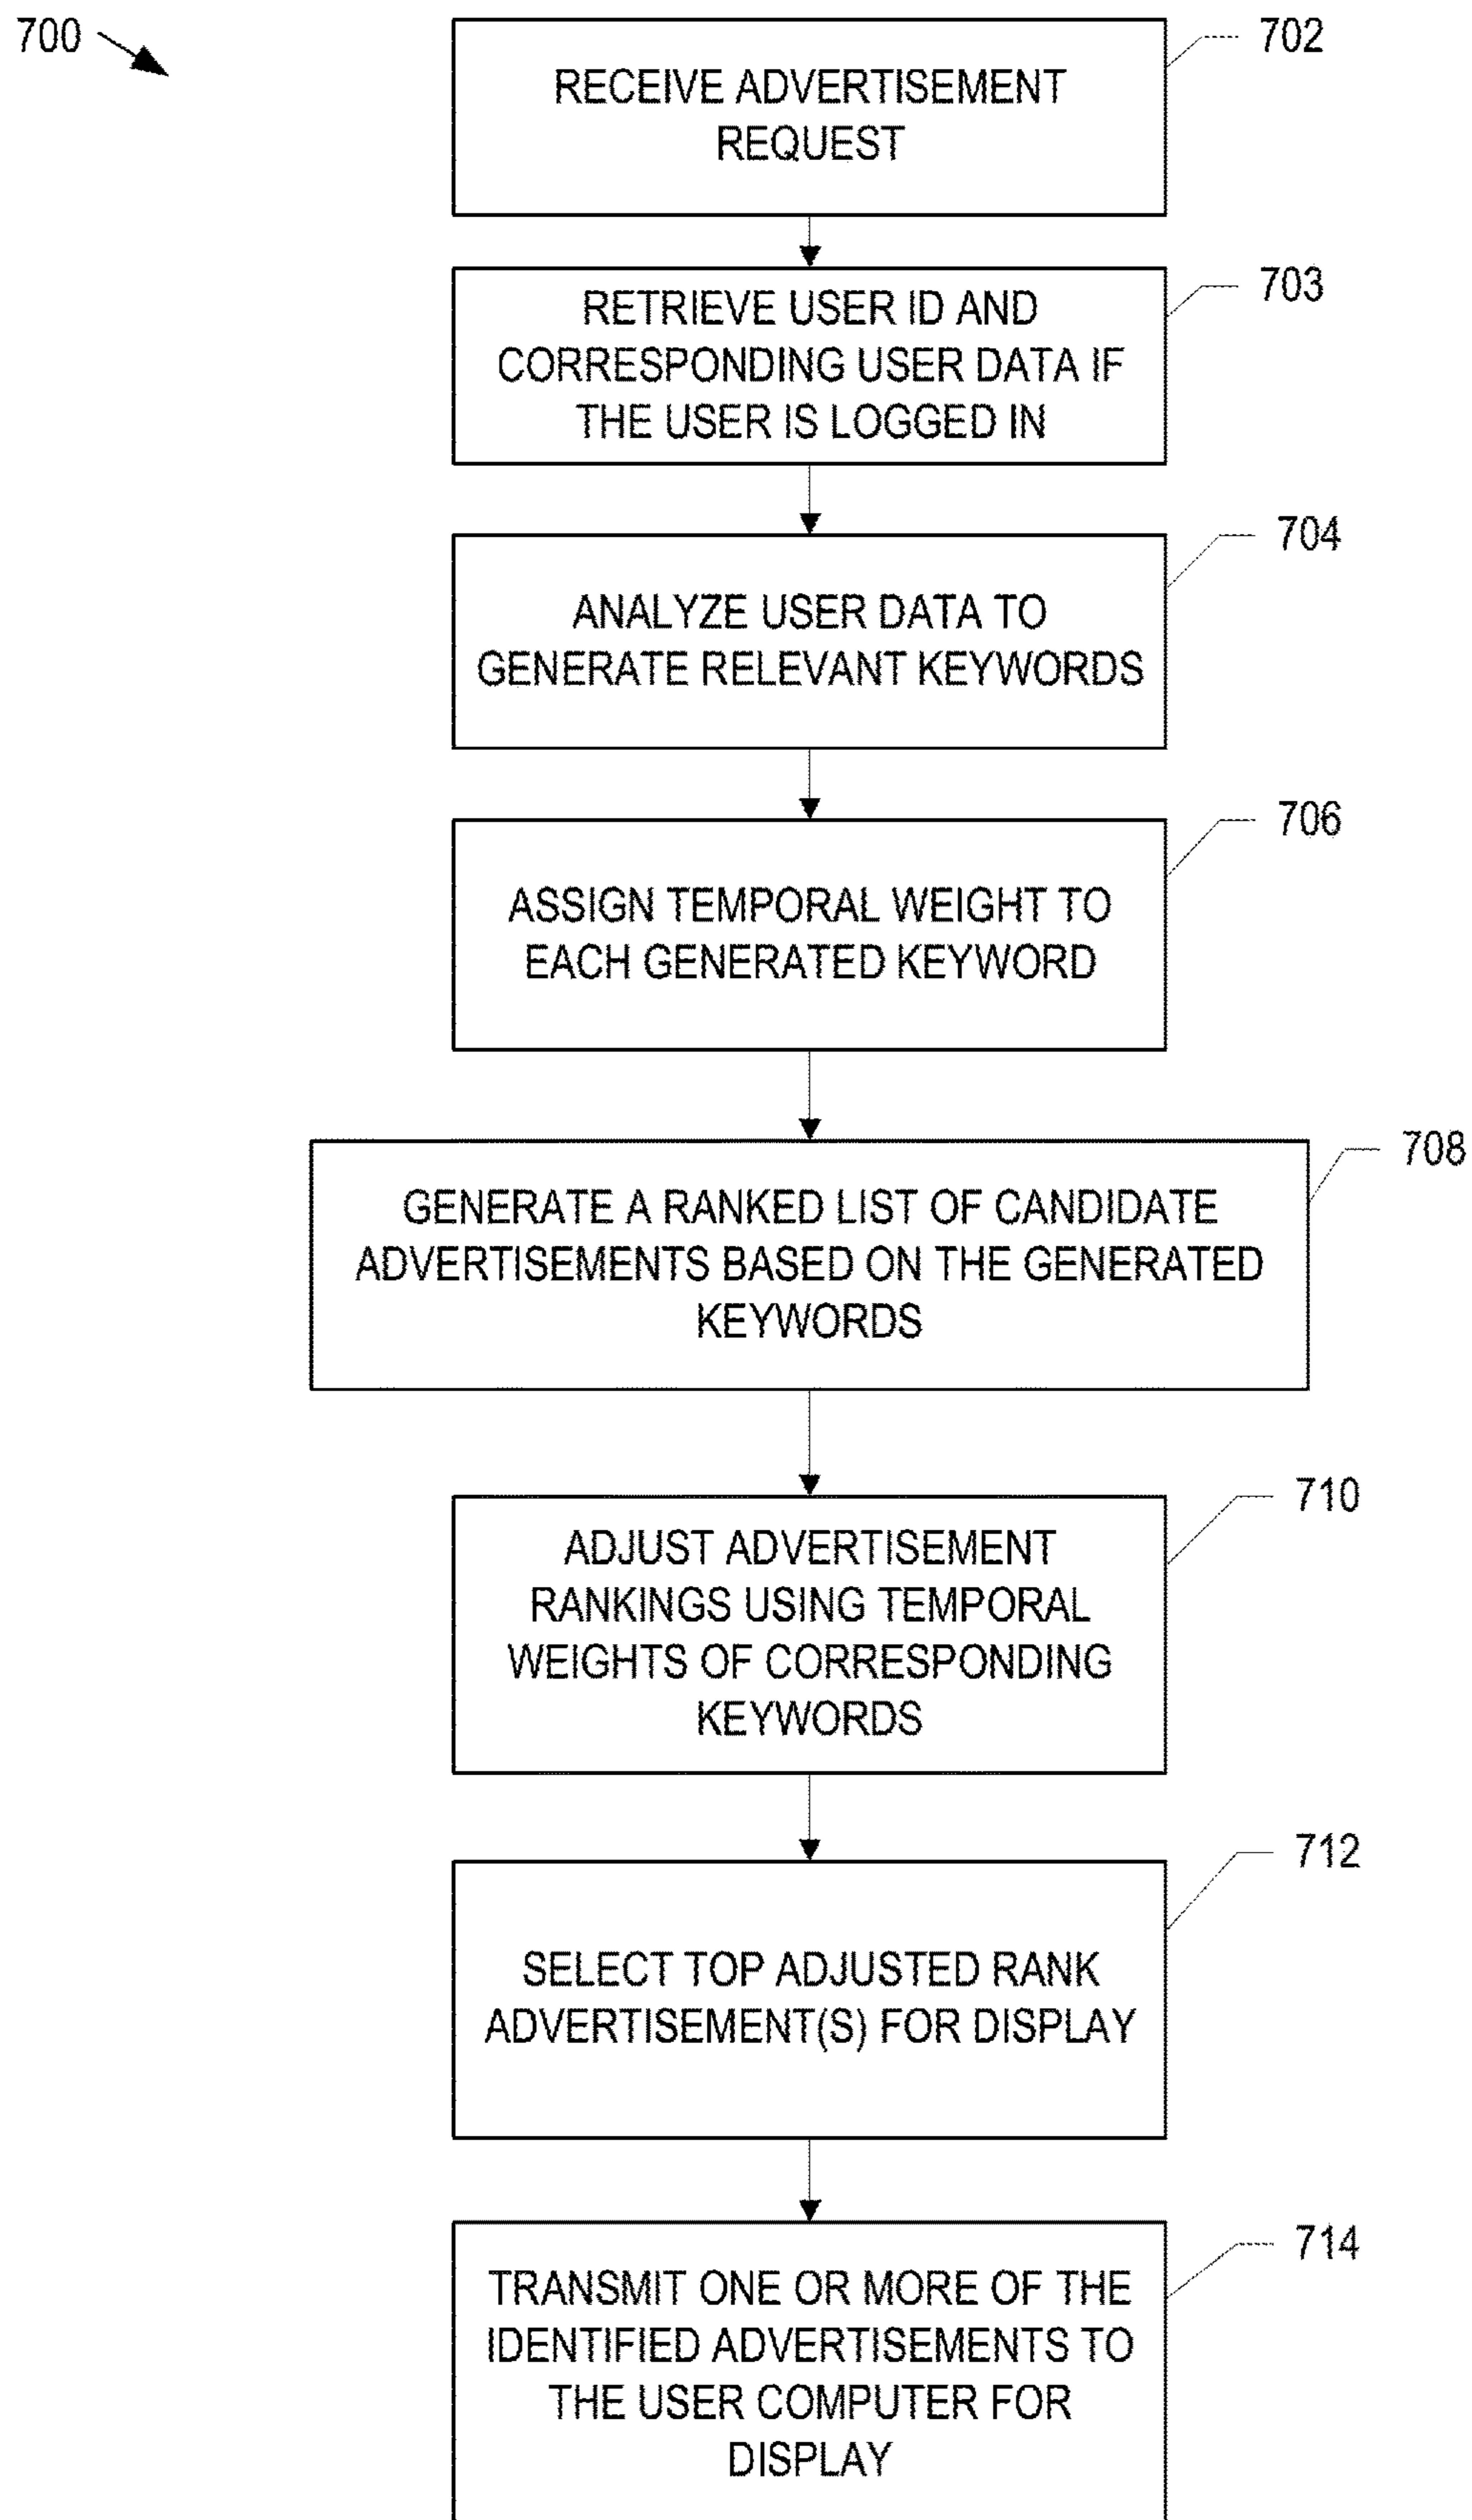 700
702
RECEIVE ADVERTISEMENT
REQUEST
703
RETRIEVE USER ID AND
CORRESPONDING USER DATA IF
THE USER IS LOGGED IN
704
ANALYZE USER DATA TO
GENERATE RELEVANT KEYWORDS
706
ASSIGN TEMPORAL WEIGHT TO
EACH GENERATED KEYWORD
708
GENERATE A RANKED LIST OF CANDIDATE
ADVERTISEMENTS BASED ON THE GENERATED
KEYWORDS
710
ADJUST ADVERTISEMENT
RANKINGS USING TEMPORAL
WEIGHTS OF CORRESPONDING
KEYWORDS
712
SELECT TOP ADJUSTED RANK
ADVERTISEMENT(S) FOR DISPLAY
714
TRANSMIT ONE OR MORE OF THE
IDENTIFIED ADVERTISEMENTS TO
THE USER COMPUTER FOR
DISPLAY